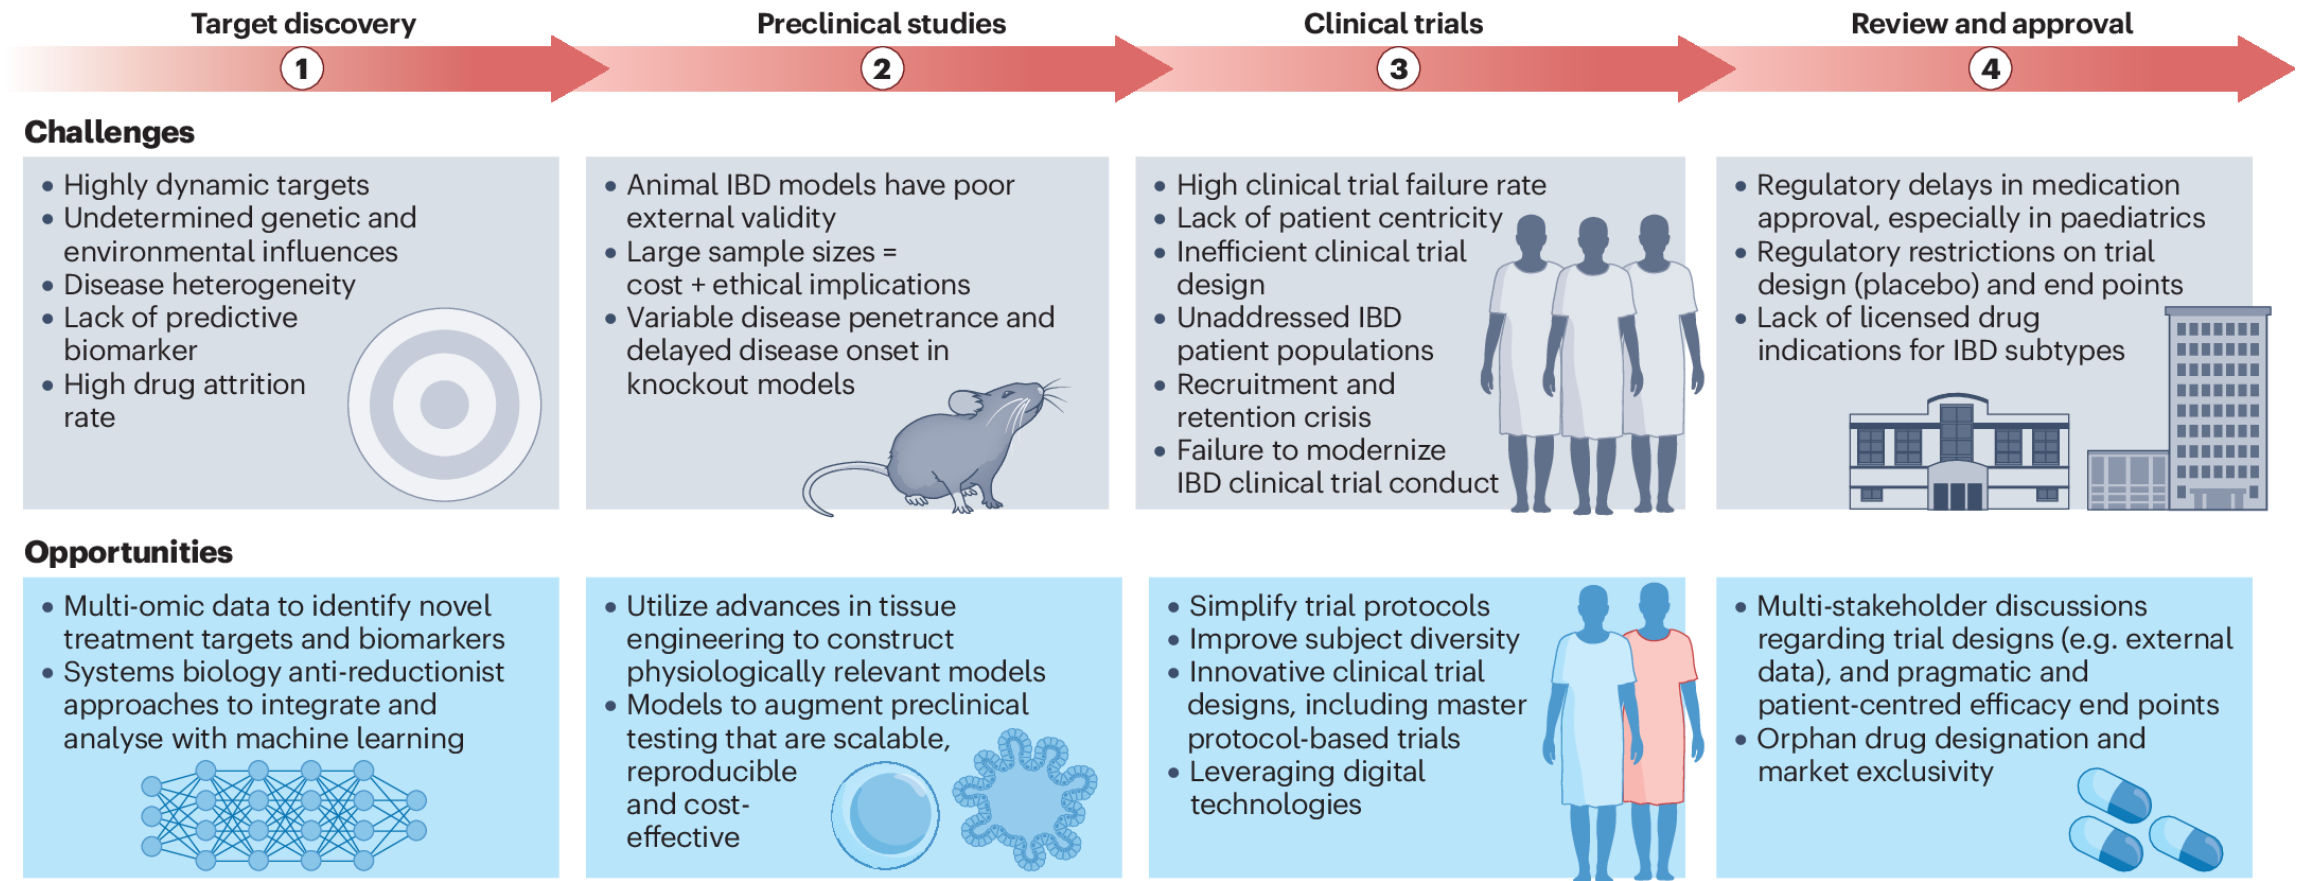 Target discovery
Preclinical studies
Clinical trials
Review and approval
1
2
3
4
Challenges
• Highly dynamic targets
• Undetermined genetic and
environmental influences
• Disease heterogeneity
• Lack of predictive
biomarker
• High drug attrition
rate
• Animal IBD models have poor
external validity
• Large sample sizes =
cost + ethical implications
• Variable disease penetrance and
delayed disease onset in
knockout models
• High clinical trial failure rate
• Lack of patient centricity
• Inefficient clinical trial
design
• Unaddressed IBD
patient populations
• Recruitment and
retention crisis
• Failure to modernize
IBD clinical trial conduct
• Regulatory delays in medication
approval, especially in paediatrics
• Regulatory restrictions on trial
design (placebo) and end points
• Lack of licensed drug
indications for IBD subtypes
Opportunities
• Multi-omic data to identify novel
treatment targets and biomarkers
• Systems biology anti-reductionist
approaches to integrate and
analyse with machine learning
• Utilize advances in tissue
engineering to construct
physiologically relevant models
• Models to augment preclinical
testing that are scalable,
reproducible
and cost-
effective
• Simplify trial protocols
• Improve subject diversity
• Innovative clinical trial
designs, including master
protocol-based trials
• Leveraging digital
technologies
• Multi-stakeholder discussions
regarding trial designs (e.g. external
data), and pragmatic and
patient-centred efficacy end points
• Orphan drug designation and
market exclusivity